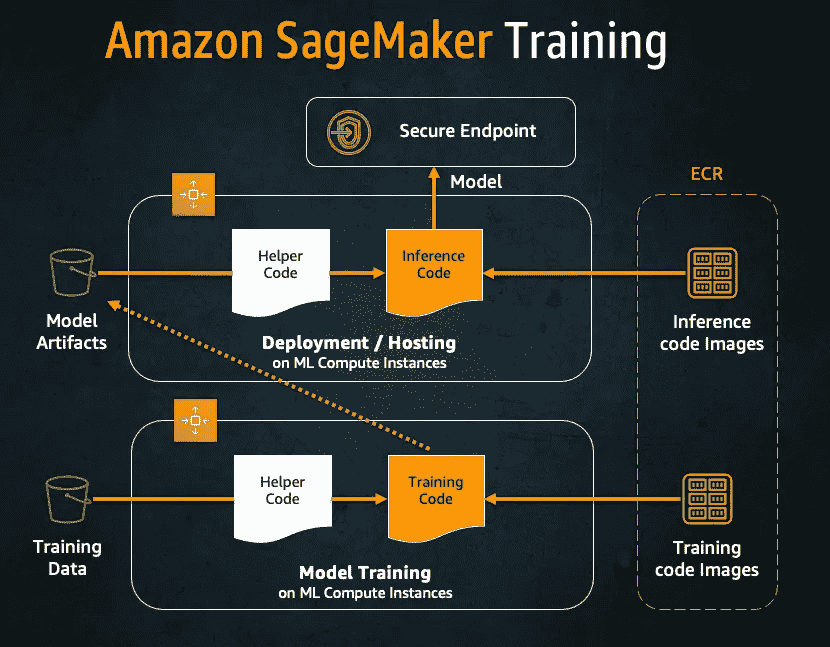 Amazon SageMaker Training
Secure Endpoint
Model
ECR
Helper
Code
Inference
Code
Model
Artifacts
Inference
code Images
Deployment / Hosting
on ML Compute Instances
Helper
Code
Training
Code
Training
Data
Training
code Images
Model Training
on ML Compute Instances